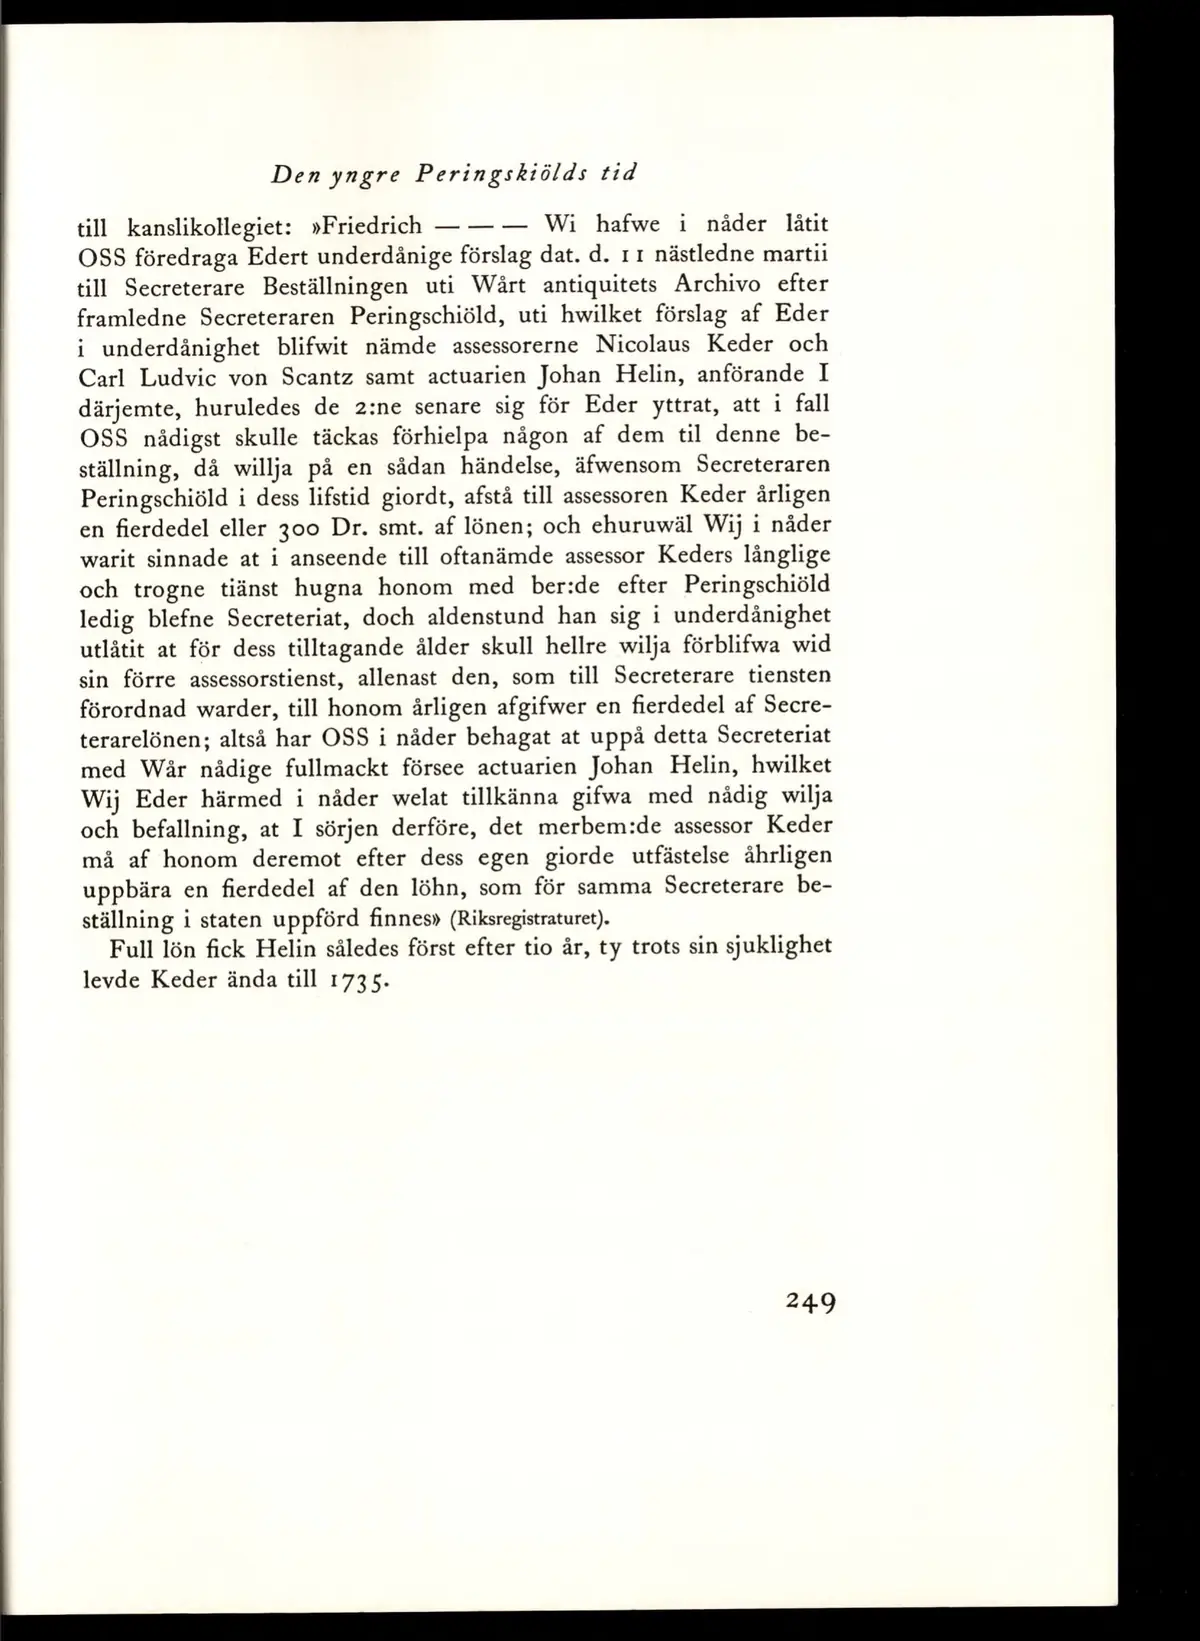 Den yngre Peringskiölds tid
till kanslikollegiet: »Friedrich — — — Wi hafwe i nåder låtit
OSS föredraga Edert underdånige förslag dat. d. 11 nästledne martii
till Secreterare Beställningen uti Wårt antiquitets Archivo efter
framledne Secreteraren Peringschiöld, uti hwilket förslag af Eder
i underdånighet blifwit nämde assessorerne Nicolaus Keder och
Carl Ludvic von Scantz samt actuarien Johan Helin, anförande I
därjemte, huruledes de 2:ne senare sig för Eder yttrat, att i fall
OSS nådigst skulle täckas förhielpa någon af dem til denne be-
ställning, då willja på en sådan händelse, äfwensom Secreteraren
Peringschiöld i dess lifstid giordt, afstå till assessoren Keder årligen
en fierdedel eller 300 Dr. smt. af lönen; och ehuruwäl Wij i nåder
warit sinnade at i anseende till oftanämde assessor Keders långlige
och trogne tiänst hugna honom med ber:de efter Peringschiöld
ledig blefne Secreteriat, doch aldenstund han sig i underdånighet
utlåtit at för dess tilltagande ålder skull hellre wilja förblifwa wid
sin förre assessorstienst, allenast den, som till Secreterare tiensten
förordnad warder, till honom årligen afgifwer en fierdedel af Secre-
terarelönen; altså har OSS i nåder behagat at uppå detta Secreteriat
med Wår nådige fullmackt försee actuarien Johan Helin, hwilket
Wij Eder härmed i nåder welat tillkänna gifwa med nådig wilja
och befallning, at I sörjen derföre, det merbem:de assessor Keder
må af honom deremot efter dess egen giorde utfästelse åhrligen
uppbära en fierdedel af den löhn, som för samma Secreterare be-
ställning i staten uppförd finnes» (Riksregistraturet).
Full lön fick Helin således först efter tio år, ty trots sin sjuklighet
levde Keder ända till 1735.
249